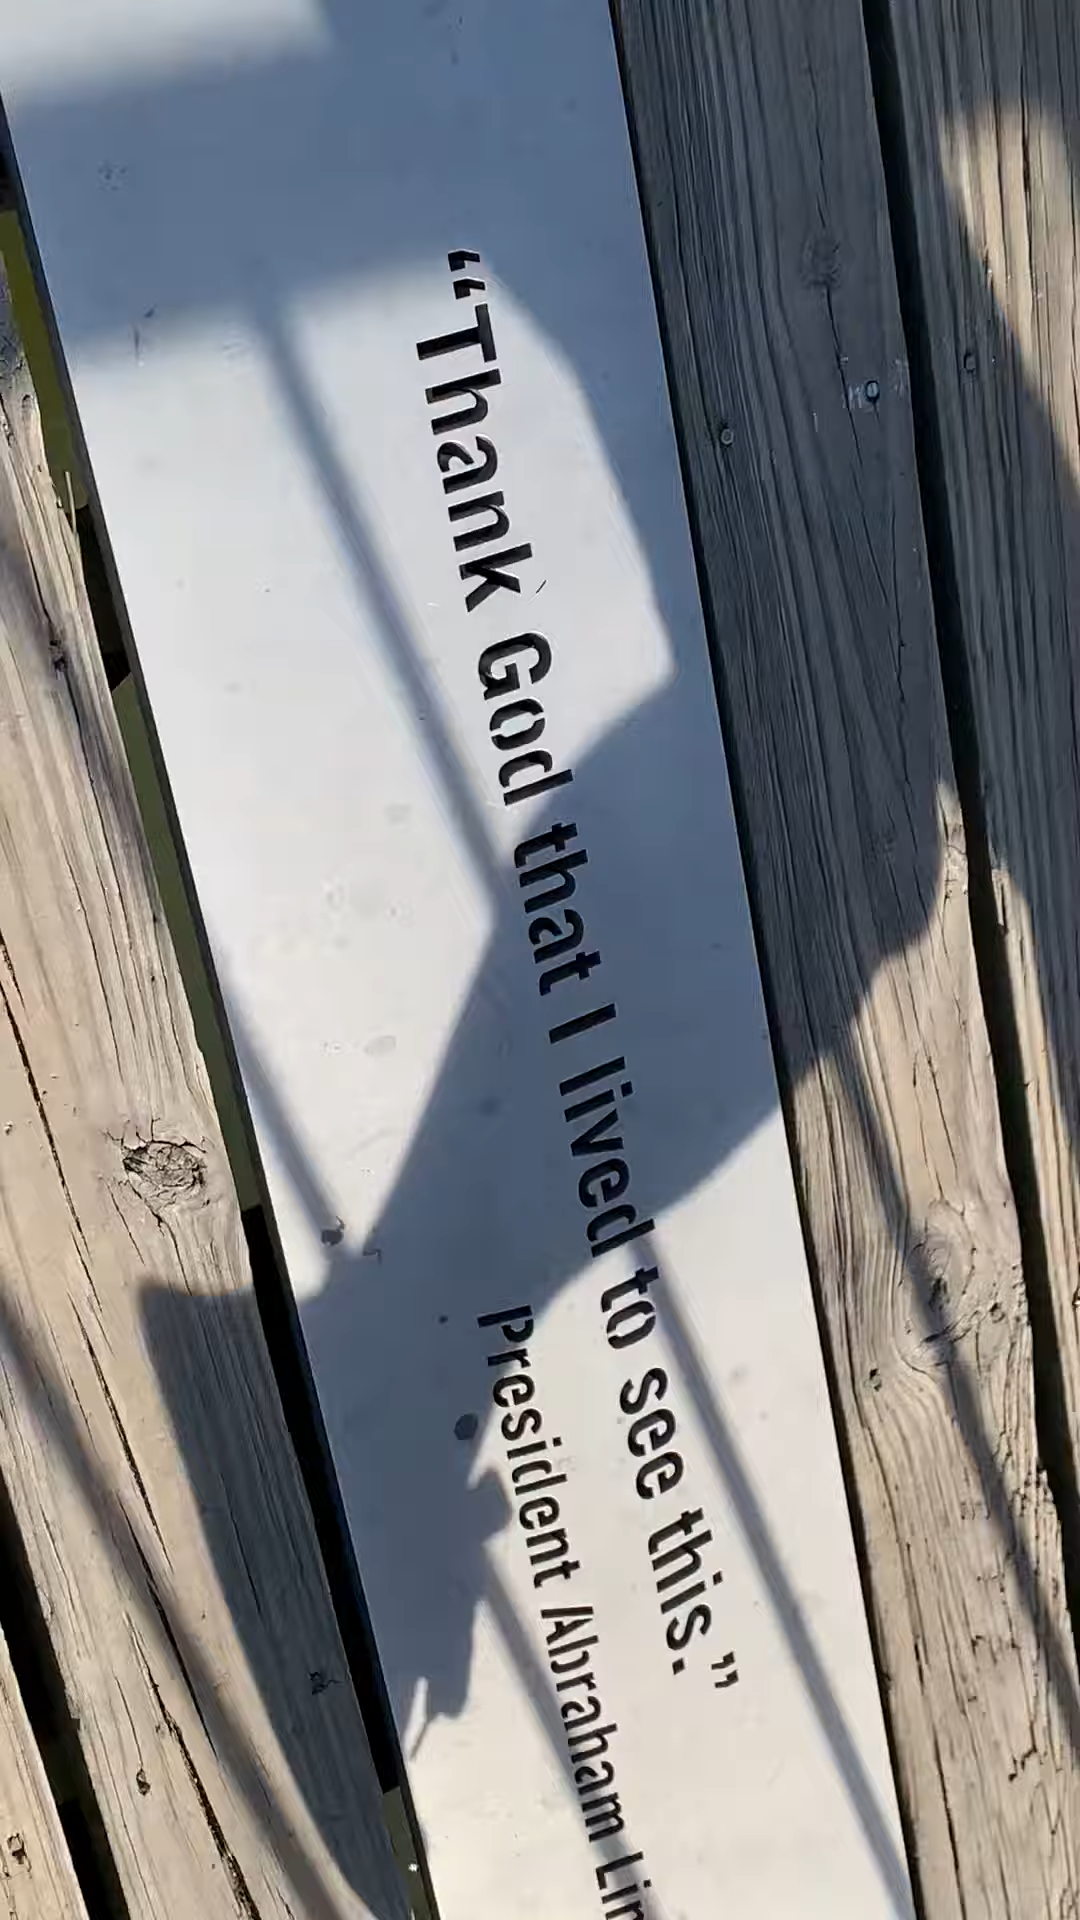 “Thank God that I lived to see this.”
President Abraham Lin